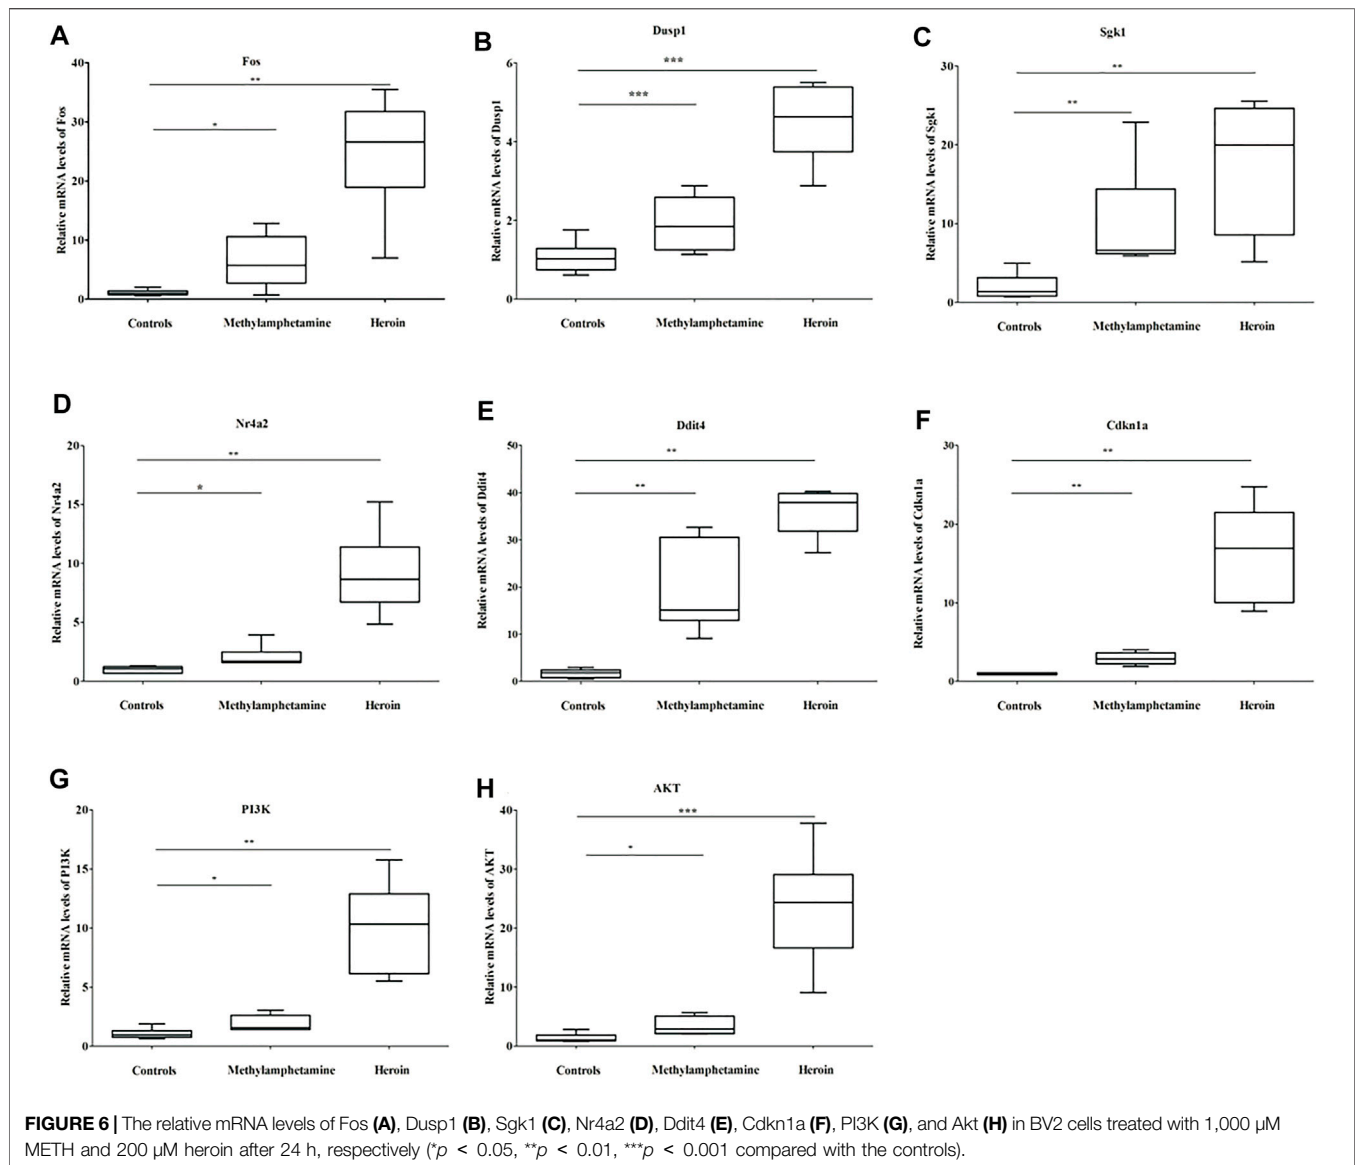 A
Fos
**
*
Relative mRNA levels of Fos
40
30
20
10
0
Controls Methylamphetamine Heroin
B
Dusp1
***
***
Relative mRNA levels of Dusp1
6
4
2
0
Controls Methylamphetamine Heroin
C
Sgk1
**
**
Relative mRNA levels of Sgk1
30
20
10
0
Controls Methylamphetamine Heroin
D
Nr4a2
**
*
Relative mRNA levels of Nr4a2
20
15
10
5
0
Controls Methylamphetamine Heroin
E
Ddit4
**
**
Relative mRNA levels of Ddit4
50
40
30
20
10
0
Controls Methylamphetamine Heroin
F
Cdkn1a
**
**
Relative mRNA levels of Cdkn1a
30
20
10
0
Controls Methylamphetamine Heroin
G
PI3K
**
*
Relative mRNA levels of PI3K
20
15
10
5
0
Controls Methylamphetamine Heroin
H
AKT
***
*
Relative mRNA levels of AKT
40
30
20
10
0
Controls Methylamphetamine Heroin
FIGURE 6 | The relative mRNA levels of Fos (A), Dusp1 (B), Sgk1 (C), Nr4a2 (D), Ddit4 (E), Cdkn1a (F), PI3K (G), and Akt (H) in BV2 cells treated with 1,000 μM
METH and 200 μM heroin after 24 h, respectively (*p < 0.05, **p < 0.01, ***p < 0.001 compared with the controls).